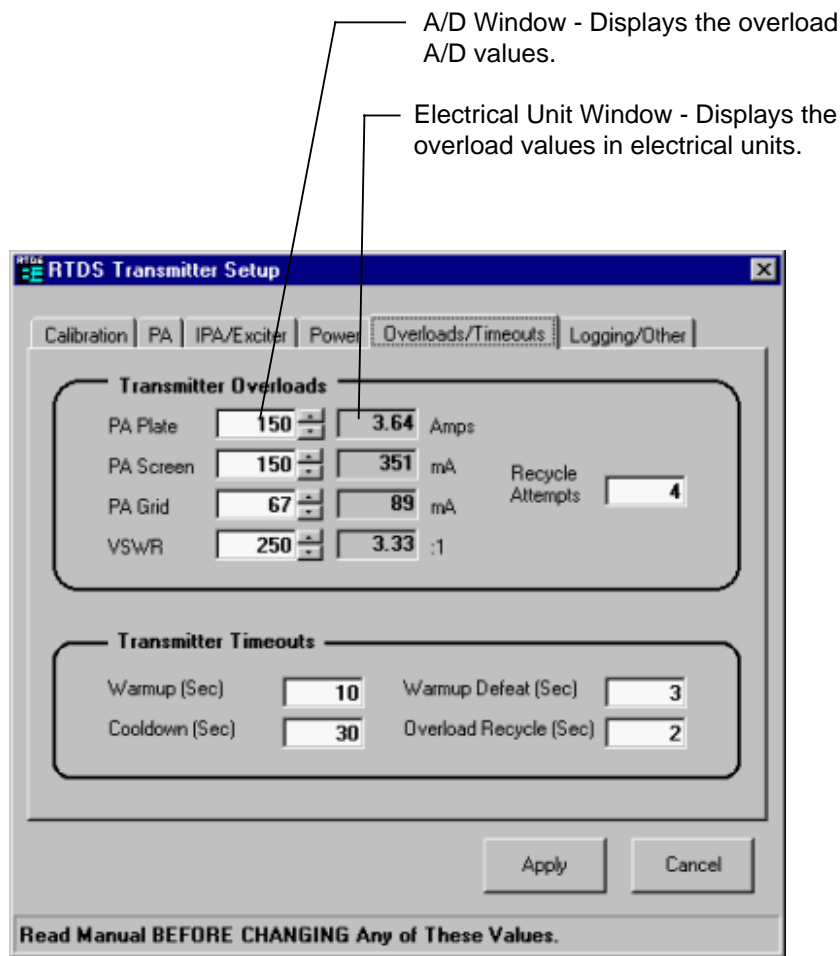 A/D Window - Displays the overload
A/D values.
Electrical Unit Window - Displays the
overload values in electrical units.
RTDS
RTDS Transmitter Setup
Calibration PA IPA/Exciter Power Overloads/Timeouts Logging/Other
Transmitter Overloads
PA Plate 150 3.64 Amps
PA Screen 150 351 mA
Recycle
Attempts 4
PA Grid 67 89 mA
VSWR 250 3.33 :1
Transmitter Timeouts
Warmup (Sec) 10 Warmup Defeat (Sec) 3
Cooldown (Sec) 30 Overload Recycle (Sec) 2
Apply Cancel
Read Manual BEFORE CHANGING Any of These Values.